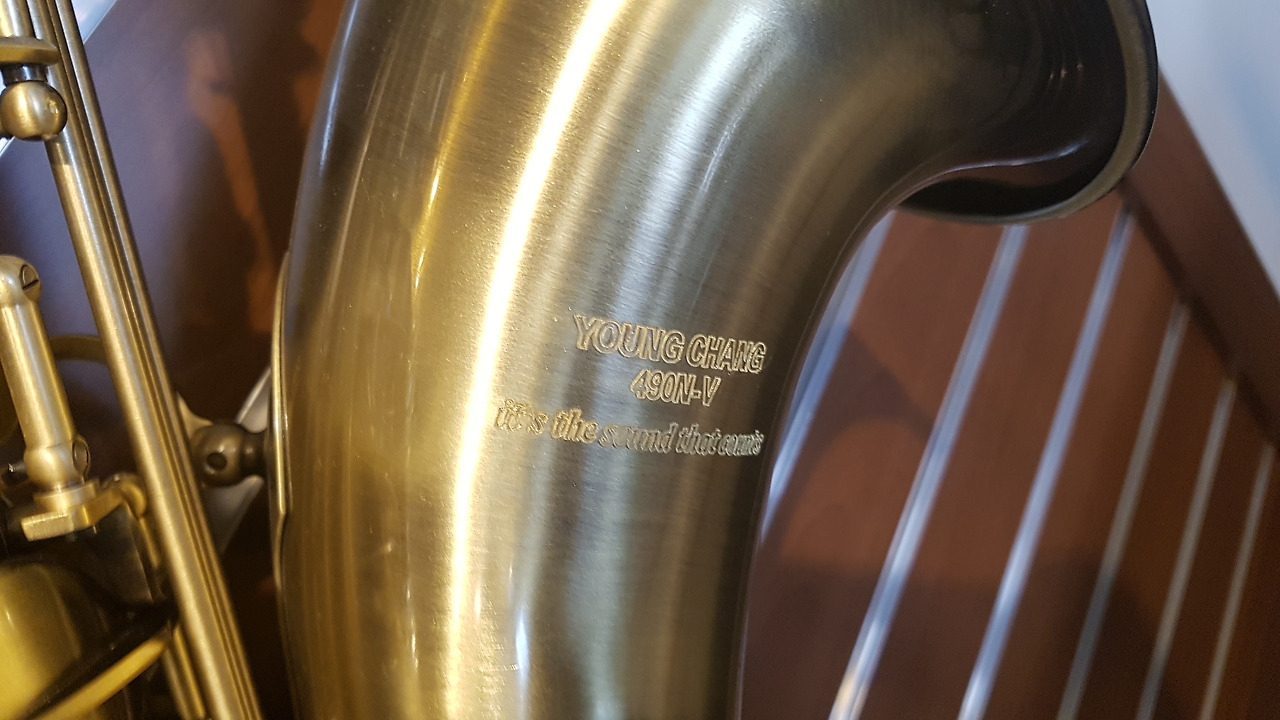 YOUNG CHANG
490N-V
it's the sound that counts